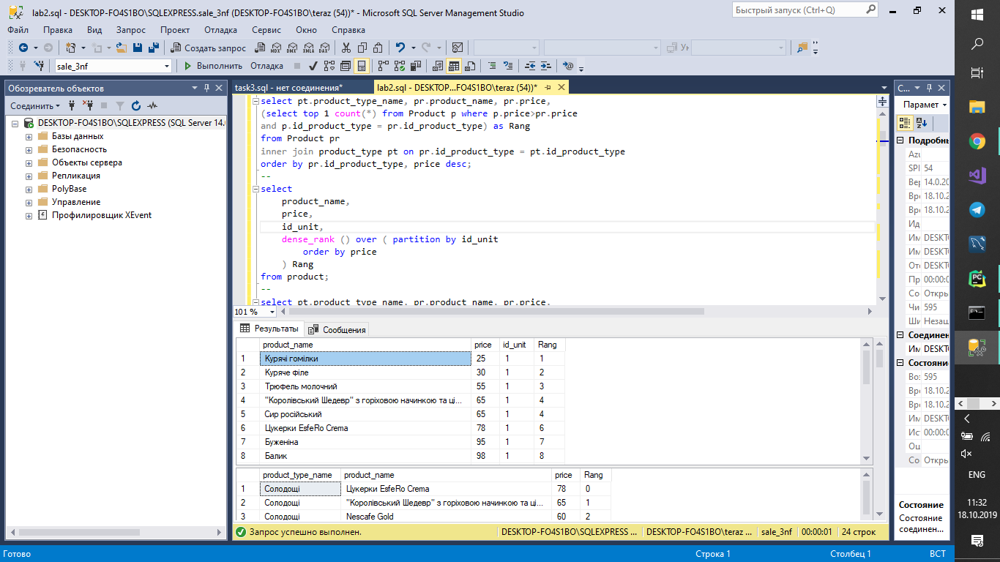 lab2.sql - DESKTOP-FO4S1BO\SQLEXPRESS.sale_3nf (DESKTOP-FO4S1BO\teraz (54))* - Microsoft SQL Server Management Studio
Быстрый запуск (Ctrl+Q)
Файл Правка Вид Запрос Проект Отладка Сервис Окно Справка
Создать запрос MDX DMX XMLA DAX
sale_3nf Выполнить Отладка
Обозреватель объектов
Соединить
DESKTOP-FO4S1BO\SQLEXPRESS (SQL Server 14.0
Базы данных
Безопасность
Объекты сервера
Репликация
PolyBase
Управление
Профилировщик XEvent
task3.sql - нет соединения* lab2.sql - DESKTOP...FO4S1BO\teraz (54))*
select pt.product_type_name, pr.product_name, pr.price,
(select top 1 count(*) from Product p where p.price>pr.price
and p.id_product_type = pr.id_product_type) as Rang
from Product pr
inner join product_type pt on pr.id_product_type = pt.id_product_type
order by pr.id_product_type, price desc;
--
select
product_name,
price,
id_unit,
dense_rank () over ( partition by id_unit
order by price
) Rang
from product;
--
select pt.product_type_name, pr.product_name, pr.price,
101 %
Результаты Сообщения
product_name price id_unit Rang
1 Курячі гомілки 25 1 1
2 Куряче філе 30 1 2
3 Трюфель молочний 55 1 3
4 "Королівський Шедевр" з горіховою начинкою та ці... 65 1 4
5 Сир російський 65 1 4
6 Цукерки EsfeRo Crema 78 1 6
7 Буженіна 95 1 7
8 Балик 98 1 8
product_type_name product_name price Rang
1 Солодощі Цукерки EsfeRo Crema 78 0
2 Солодощі "Королівський Шедевр" з горіховою начинкою та ці... 65 1
3 Солодощі Nescafe Gold 60 2
Запрос успешно выполнен. DESKTOP-FO4S1BO\SQLEXPRESS ... DESKTOP-FO4S1BO\teraz ... sale_3nf 00:00:01 24 строк
С...
Парамет
Подробнь
Azu
SPI 54
Вер 14.0.20
Вре 18.10.2
Вре 18.10.2
Ид
Им DESKT
Им DESKT
Отс DESKT
Пр 00:00:0
Со Откры
Чи 595
Ши Незаш
Соединен
Им DESKT
Состояние
Воз 595
Вре 18.10.2
Вре 18.10.2
Им DESKT
Ист 00:00:0
Ош
Со Откры
Состояние
Состояние
соединен...
ENG
11:32
18.10.2019
Готово Строка 1 Столбец 1 ВСТ